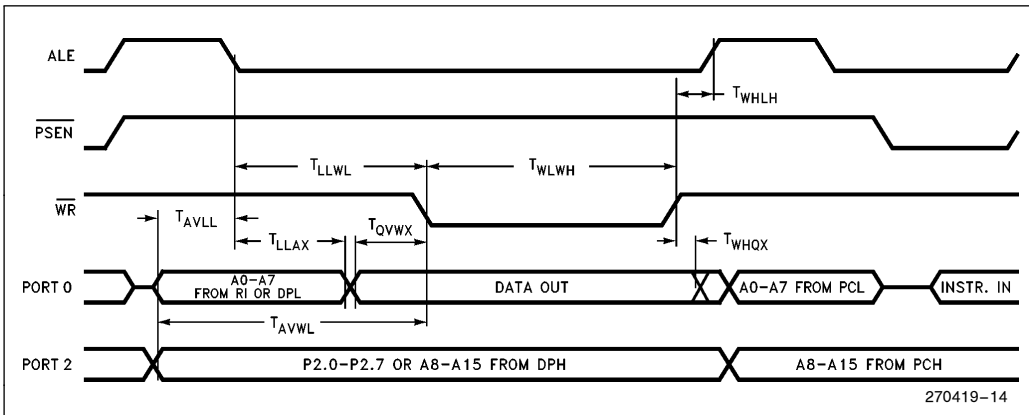 ALE
T_WHLH
PSEN
T_LLWL
T_WLWH
WR
T_AVLL
T_LLAX
T_QVWX
T_WHQX
PORT 0
A0–A7
FROM RI OR DPL
DATA OUT
A0–A7 FROM PCL
INSTR. IN
T_AVWL
PORT 2
P2.0–P2.7 OR A8–A15 FROM DPH
A8–A15 FROM PCH
270419–14